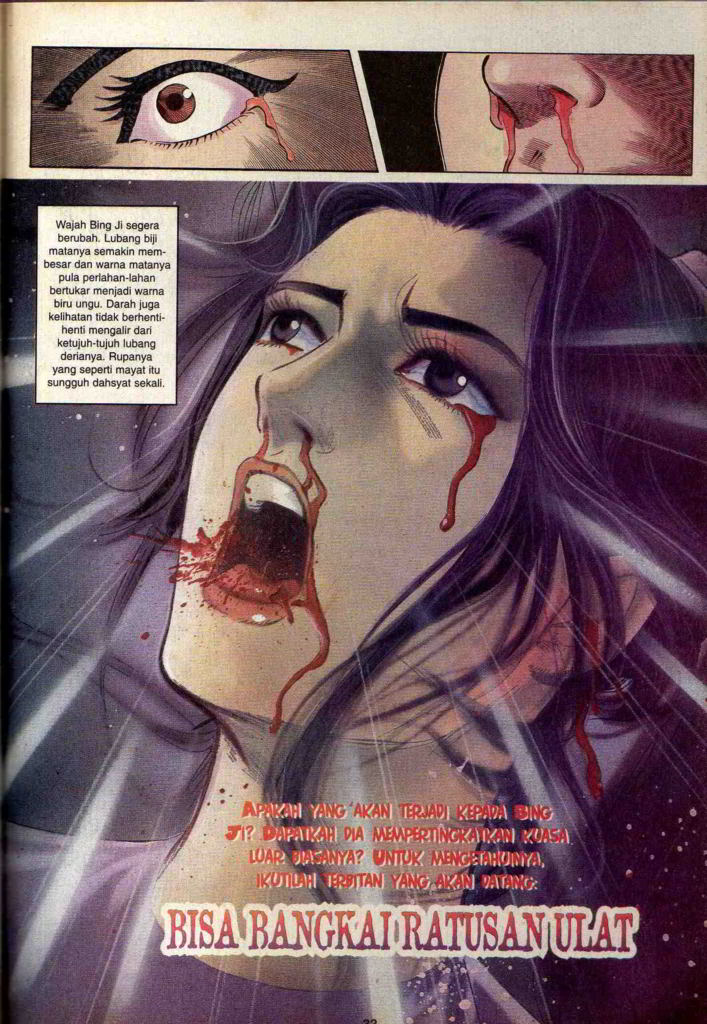 Wajah Bing Ji segera
berubah. Lubang biji
matanya semakin mem-
besar dan warna matanya
pula perlahan-lahan
bertukar menjadi warna
biru ungu. Darah juga
kelihatan tidak berhenti-
henti mengalir dari
ketujuh-tujuh lubang
derianya. Rupanya
yang seperti mayat itu
sungguh dahsyat sekali.
APAKAH YANG AKAN TERJADI KEPADA BING
JI? DAPATKAH DIA MEMPERTINGKATKAN KUASA
LUAR BIASANYA? UNTUK MENGETAHUINYA,
IKUTILAH TERBITAN YANG AKAN DATANG:
BISA BANGKAI RATUSAN ULAT